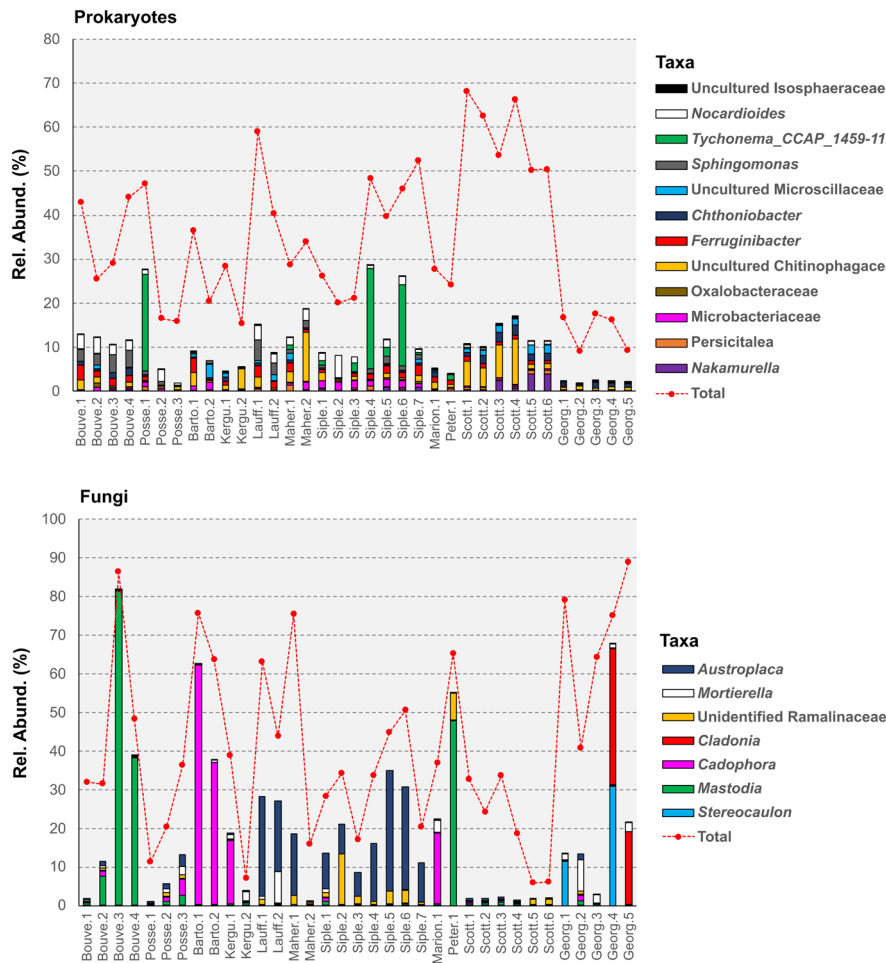 Prokaryotes
80
70
60
50
40
30
20
10
0
Rel. Abund. (%)
Bouve.1
Bouve.2
Bouve.3
Bouve.4
Posse.1
Posse.2
Posse.3
Barto.1
Barto.2
Kergu.1
Kergu.2
Lauff.1
Lauff.2
Maher.1
Maher.2
Siple.1
Siple.2
Siple.3
Siple.4
Siple.5
Siple.6
Siple.7
Marion.1
Peter.1
Scott.1
Scott.2
Scott.3
Scott.4
Scott.5
Scott.6
Georg.1
Georg.2
Georg.3
Georg.4
Georg.5
Taxa
Uncultured Isosphaeraceae
Nocardioides
Tychonema_CCAP_1459-11
Sphingomonas
Uncultured Microscillaceae
Chthoniobacter
Ferruginibacter
Uncultured Chitinophagace
Oxalobacteraceae
Microbacteriaceae
Persicitalea
Nakamurella
Total
Fungi
100
90
80
70
60
50
40
30
20
10
0
Rel. Abund. (%)
Bouve.1
Bouve.2
Bouve.3
Bouve.4
Posse.1
Posse.2
Posse.3
Barto.1
Barto.2
Kergu.1
Kergu.2
Lauff.1
Lauff.2
Maher.1
Maher.2
Siple.1
Siple.2
Siple.3
Siple.4
Siple.5
Siple.6
Siple.7
Marion.1
Peter.1
Scott.1
Scott.2
Scott.3
Scott.4
Scott.5
Scott.6
Georg.1
Georg.2
Georg.3
Georg.4
Georg.5
Taxa
Austroplaca
Mortierella
Unidentified Ramalinaceae
Cladonia
Cadophora
Mastodia
Stereocaulon
Total